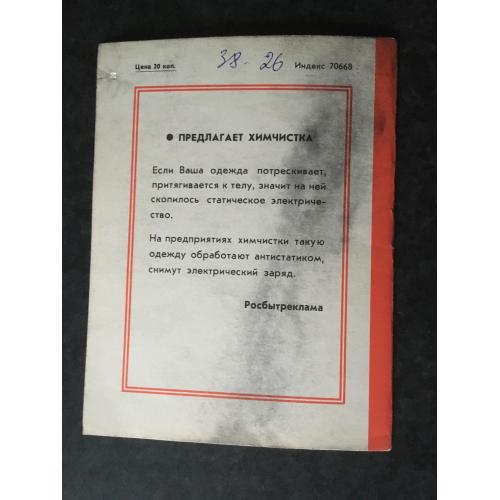 Цена 20 коп. 38 - 26 Индекс 70668
● ПРЕДЛАГАЕТ ХИМЧИСТКА
Если Ваша одежда потрескивает,
притягивается к телу, значит на ней
скопилось статическое электриче-
ство.
На предприятиях химчистки такую
одежду обработают антистатиком,
снимут электрический заряд.
Росбытреклама